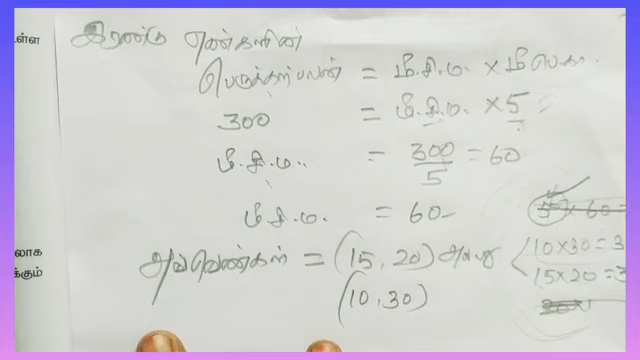 ள்ள
இரண்டு எண்களின்
பெருக்கற்பலன் = மீ.சி.ம. × மீ.பெ.கா.
300 = மீ.சி.ம. × 5
மீ.சி.ம. = 300/5 = 60
மீ.சி.ம. = 60
5 × 60 =
அவ்வெண்கள் = (15, 20) அல்லது
(10, 30)
10×30 = 3
15×20 = 3
லாக
க்கும்